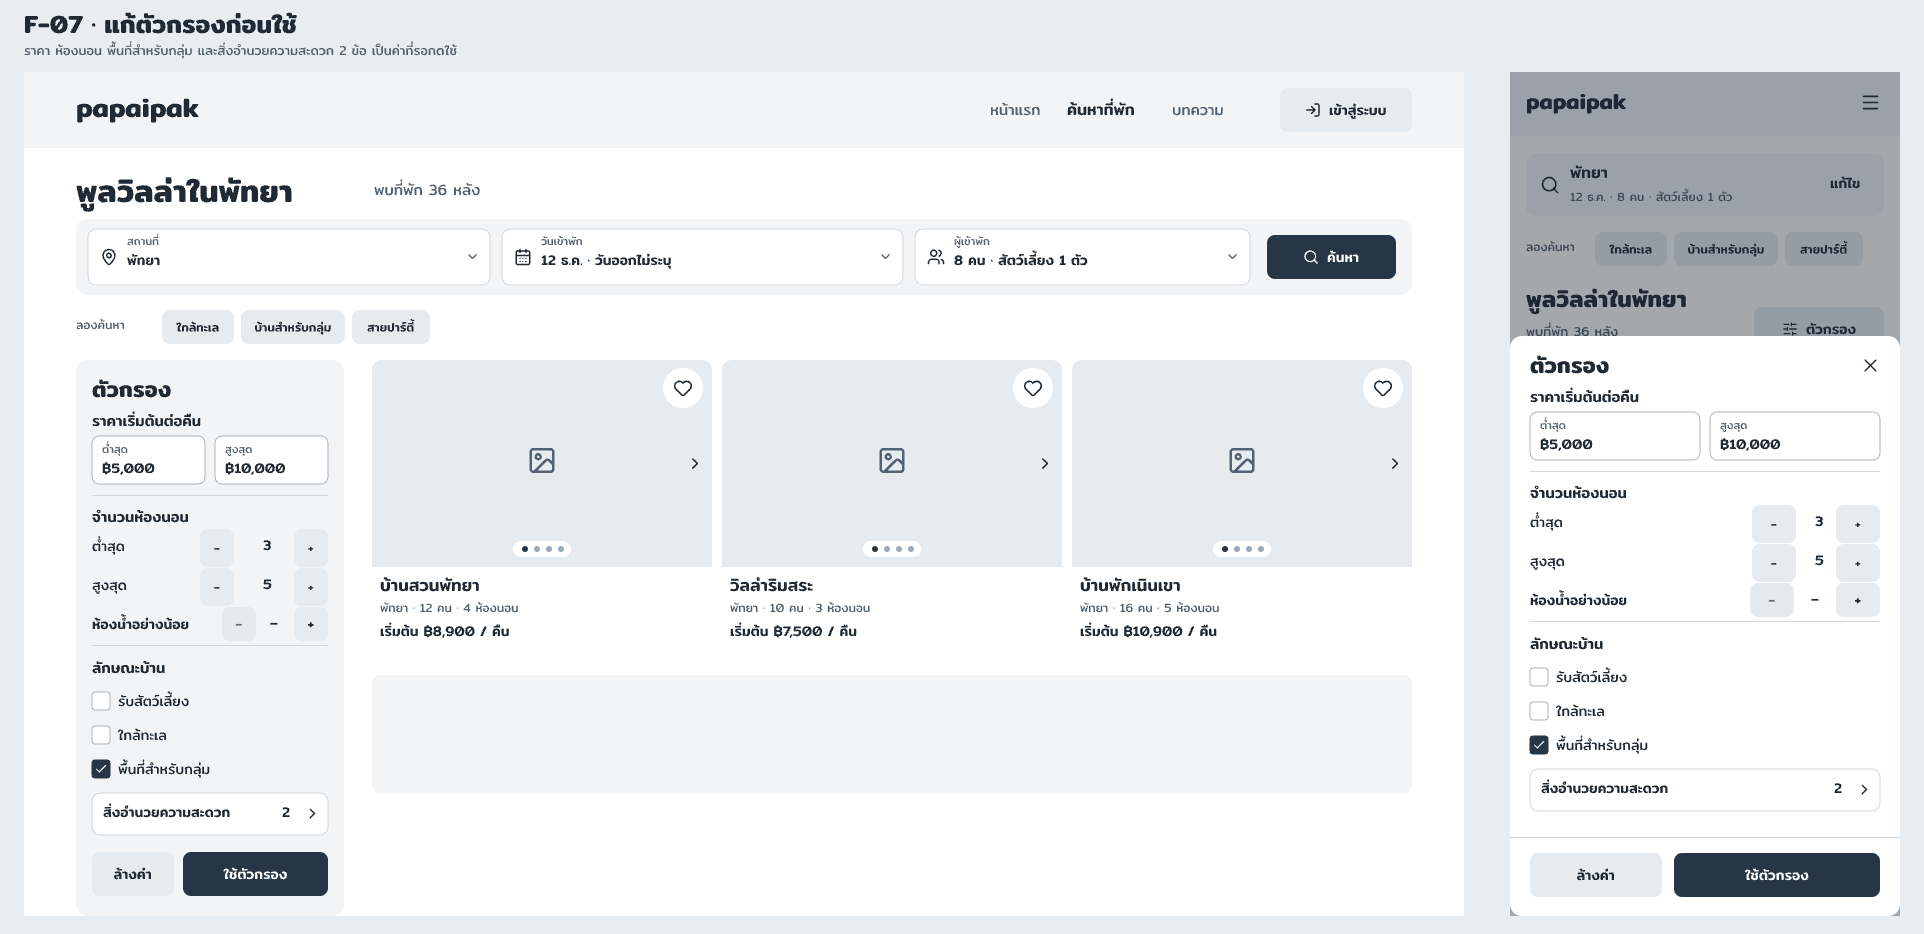 F-07 · แก้ตัวกรองก่อนใช้
ราคา ห้องนอน พื้นที่สำหรับกลุ่ม และสิ่งอำนวยความสะดวก 2 ข้อ เป็นค่าที่รอกดใช้
papaipak
หน้าแรก
ค้นหาที่พัก
บทความ
เข้าสู่ระบบ
พูลวิลล่าในพัทยา
พบที่พัก 36 หลัง
สถานที่
พัทยา
วันเข้าพัก
12 ธ.ค. · วันออกไม่ระบุ
ผู้เข้าพัก
8 คน · สัตว์เลี้ยง 1 ตัว
ค้นหา
ลองค้นหา
ใกล้ทะเล
บ้านสำหรับกลุ่ม
สายปาร์ตี้
ตัวกรอง
ราคาเริ่มต้นต่อคืน
ต่ำสุด
฿5,000
สูงสุด
฿10,000
จำนวนห้องนอน
ต่ำสุด
–
3
+
สูงสุด
–
5
+
ห้องน้ำอย่างน้อย
–
–
+
ลักษณะบ้าน
รับสัตว์เลี้ยง
ใกล้ทะเล
พื้นที่สำหรับกลุ่ม
สิ่งอำนวยความสะดวก 2
ล้างค่า
ใช้ตัวกรอง
บ้านสวนพัทยา
พัทยา · 12 คน · 4 ห้องนอน
เริ่มต้น ฿8,900 / คืน
วิลล่าริมสระ
พัทยา · 10 คน · 3 ห้องนอน
เริ่มต้น ฿7,500 / คืน
บ้านพักเนินเขา
พัทยา · 16 คน · 5 ห้องนอน
เริ่มต้น ฿10,900 / คืน
papaipak
พัทยา
12 ธ.ค. · 8 คน · สัตว์เลี้ยง 1 ตัว
แก้ไข
ลองค้นหา
ใกล้ทะเล
บ้านสำหรับกลุ่ม
สายปาร์ตี้
พูลวิลล่าในพัทยา
พบที่พัก 36 หลัง
ตัวกรอง
ตัวกรอง
ราคาเริ่มต้นต่อคืน
ต่ำสุด
฿5,000
สูงสุด
฿10,000
จำนวนห้องนอน
ต่ำสุด
–
3
+
สูงสุด
–
5
+
ห้องน้ำอย่างน้อย
–
–
+
ลักษณะบ้าน
รับสัตว์เลี้ยง
ใกล้ทะเล
พื้นที่สำหรับกลุ่ม
สิ่งอำนวยความสะดวก 2
ล้างค่า
ใช้ตัวกรอง